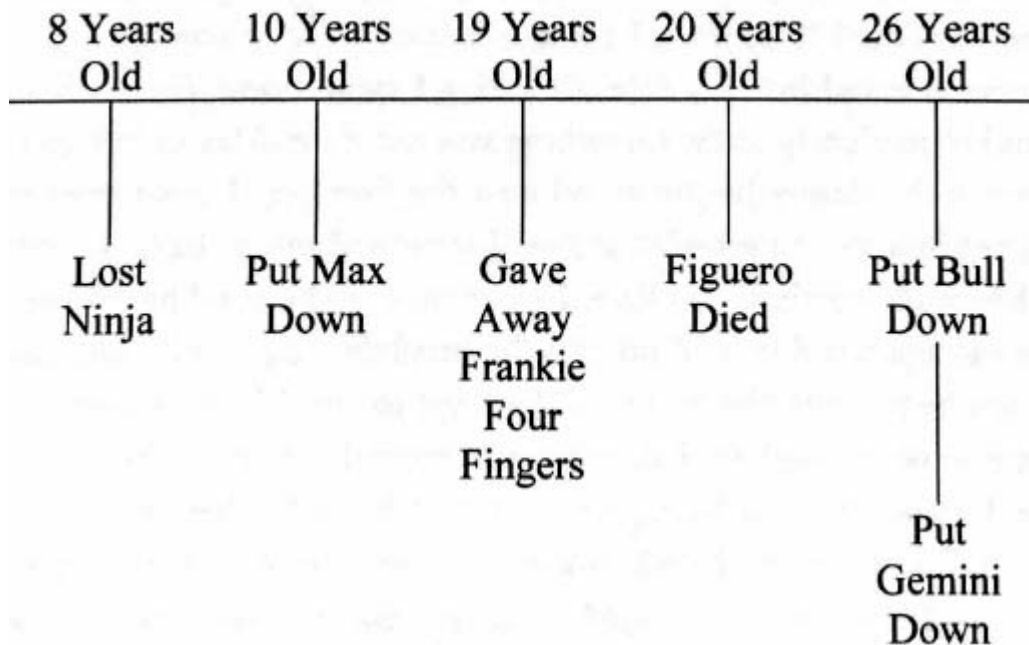 8 Years Old
10 Years Old
19 Years Old
20 Years Old
26 Years Old
Lost
Ninja
Put Max
Down
Gave
Away
Frankie
Four
Fingers
Figuero
Died
Put Bull
Down
Put
Gemini
Down